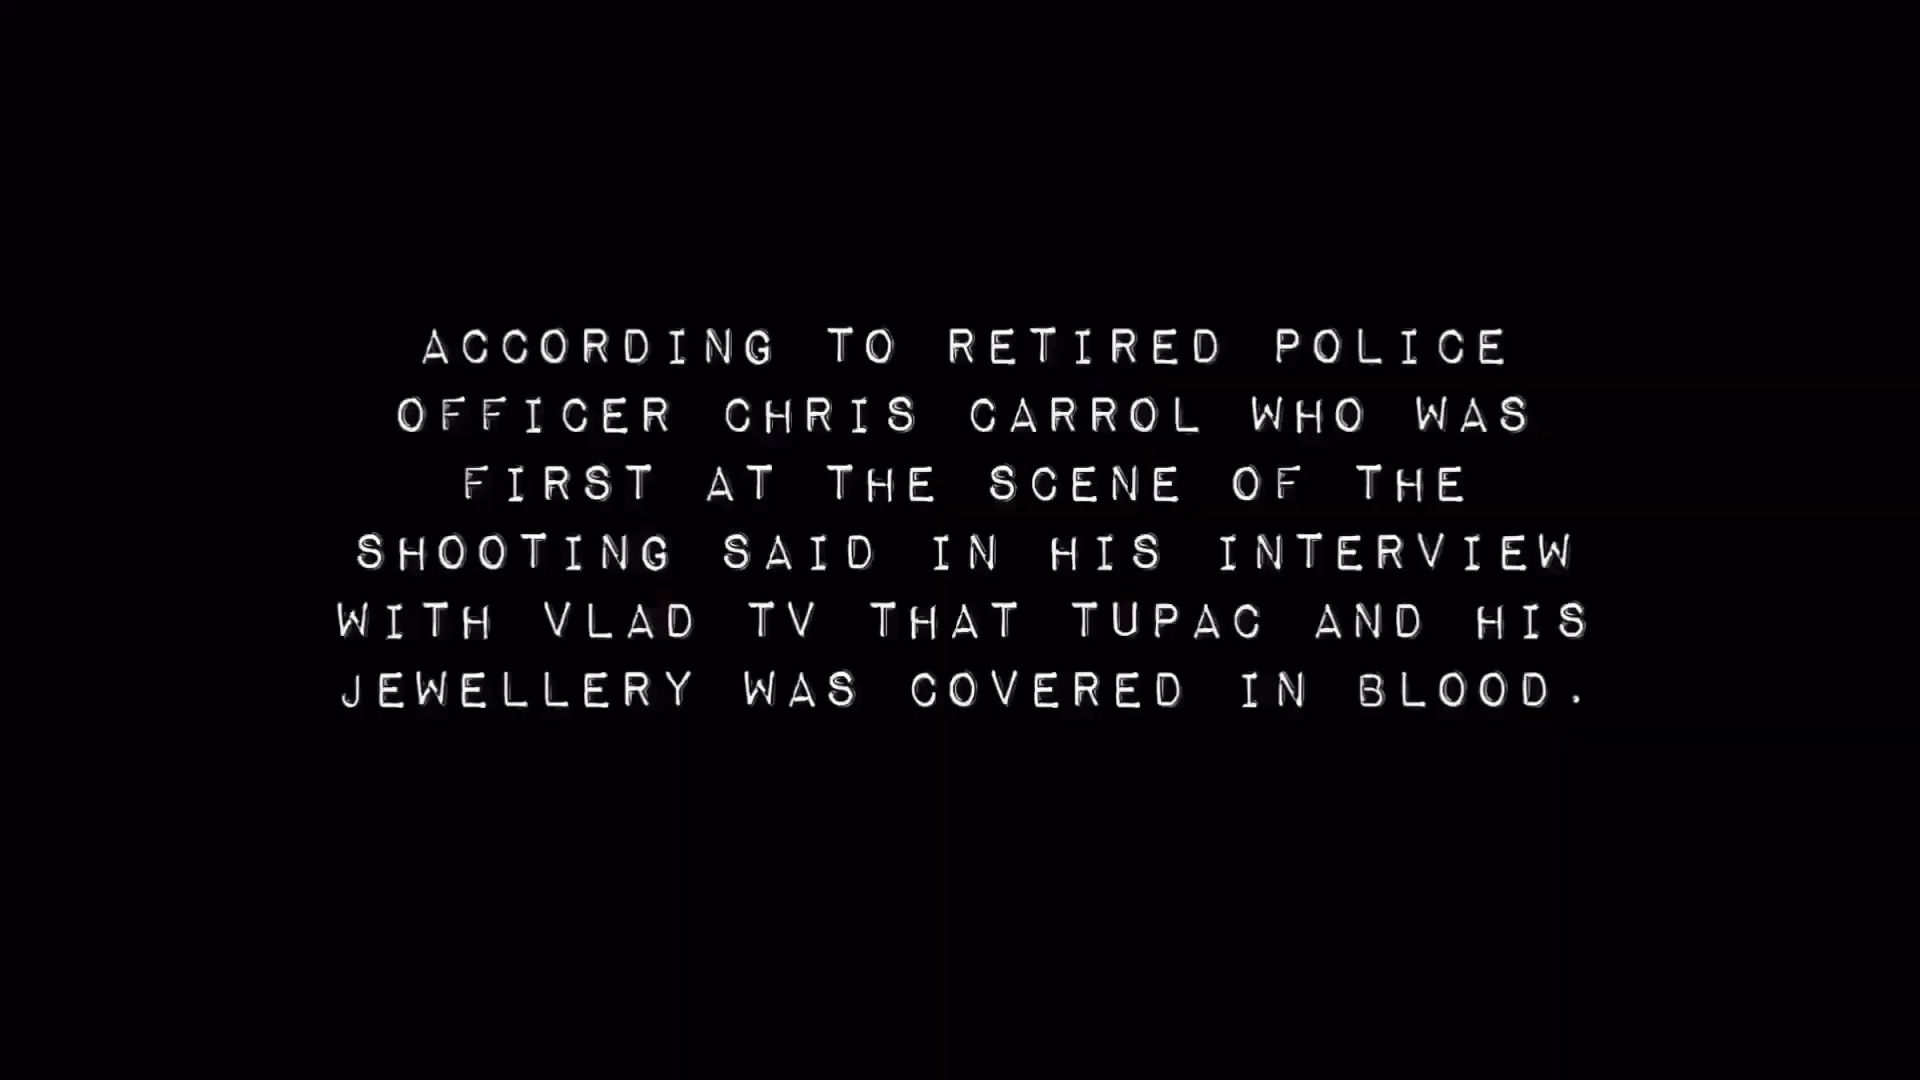 ACCORDING TO RETIRED POLICE
OFFICER CHRIS CARROL WHO WAS
FIRST AT THE SCENE OF THE
SHOOTING SAID IN HIS INTERVIEW
WITH VLAD TV THAT TUPAC AND HIS
JEWELLERY WAS COVERED IN BLOOD.